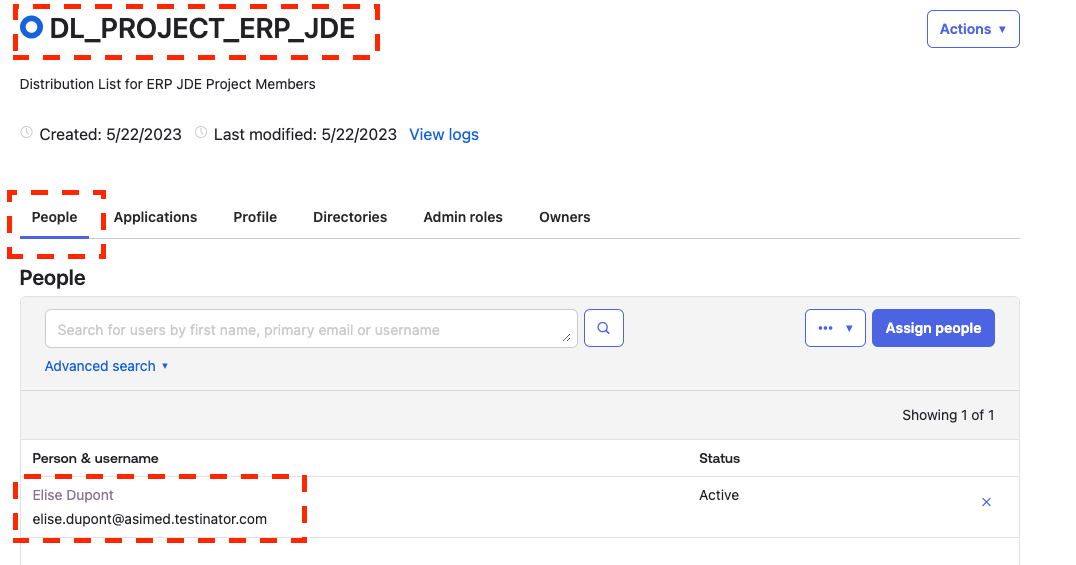 DL_PROJECT_ERP_JDE
Actions ▼
Distribution List for ERP JDE Project Members
Created: 5/22/2023 Last modified: 5/22/2023 View logs
People Applications Profile Directories Admin roles Owners
People
Search for users by first name, primary email or username
••• ▼ Assign people
Advanced search ▼
Showing 1 of 1
Person & username Status
Elise Dupont Active
elise.dupont@asimed.testinator.com